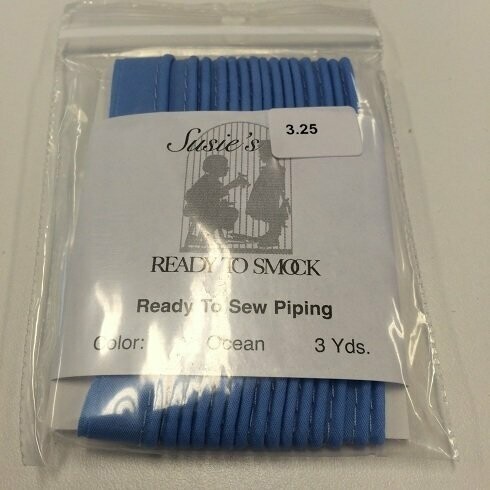 Susie's
3.25
READY TO SMOCK
Ready To Sew Piping
Color: Ocean 3 Yds.